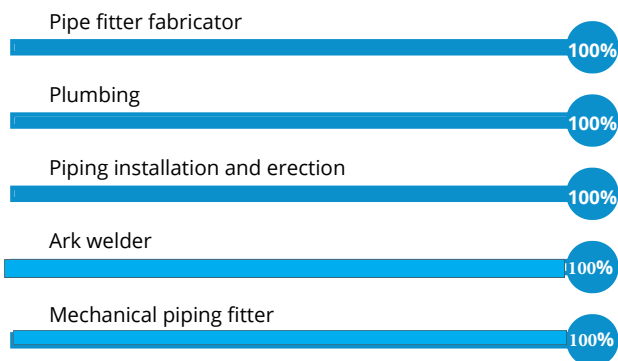 Pipe fitter fabricator
100%
Plumbing
100%
Piping installation and erection
100%
Ark welder
100%
Mechanical piping fitter
100%